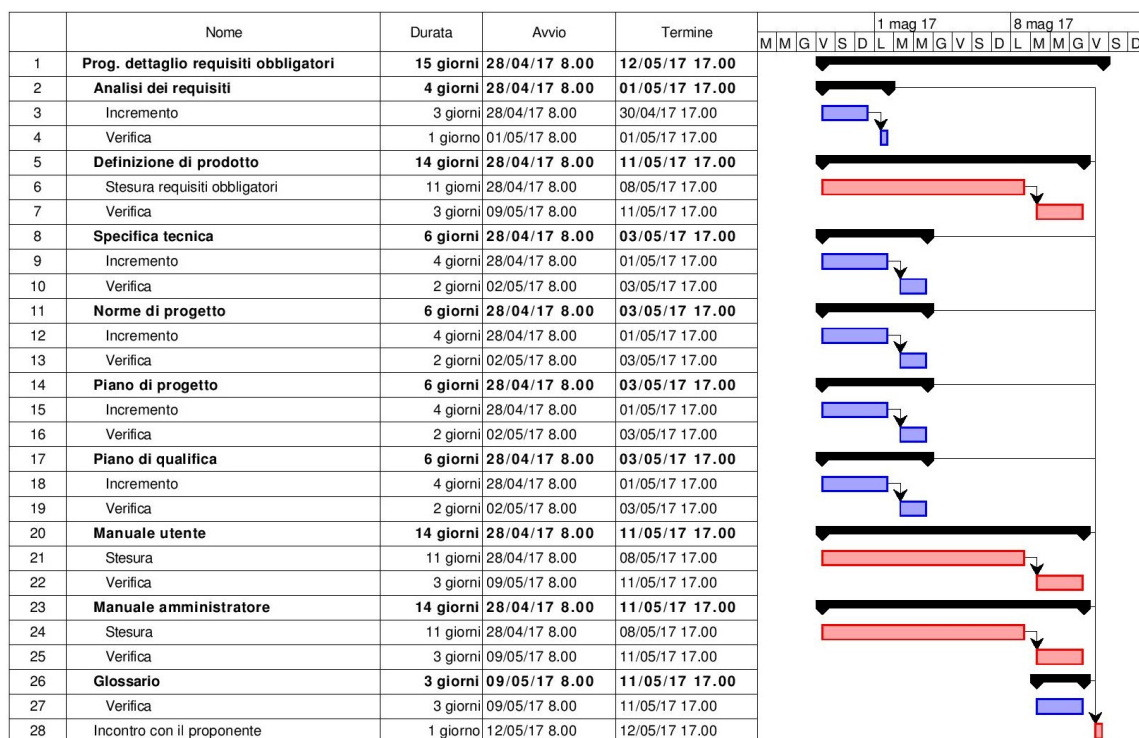 Nome Durata Avvio Termine 1 mag 17 8 mag 17
M M G V S D L M M G V S D L M M G V S D
1 Prog. dettaglio requisiti obbligatori 15 giorni 28/04/17 8.00 12/05/17 17.00
2 Analisi dei requisiti 4 giorni 28/04/17 8.00 01/05/17 17.00
3 Incremento 3 giorni 28/04/17 8.00 30/04/17 17.00
4 Verifica 1 giorno 01/05/17 8.00 01/05/17 17.00
5 Definizione di prodotto 14 giorni 28/04/17 8.00 11/05/17 17.00
6 Stesura requisiti obbligatori 11 giorni 28/04/17 8.00 08/05/17 17.00
7 Verifica 3 giorni 09/05/17 8.00 11/05/17 17.00
8 Specifica tecnica 6 giorni 28/04/17 8.00 03/05/17 17.00
9 Incremento 4 giorni 28/04/17 8.00 01/05/17 17.00
10 Verifica 2 giorni 02/05/17 8.00 03/05/17 17.00
11 Norme di progetto 6 giorni 28/04/17 8.00 03/05/17 17.00
12 Incremento 4 giorni 28/04/17 8.00 01/05/17 17.00
13 Verifica 2 giorni 02/05/17 8.00 03/05/17 17.00
14 Piano di progetto 6 giorni 28/04/17 8.00 03/05/17 17.00
15 Incremento 4 giorni 28/04/17 8.00 01/05/17 17.00
16 Verifica 2 giorni 02/05/17 8.00 03/05/17 17.00
17 Piano di qualifica 6 giorni 28/04/17 8.00 03/05/17 17.00
18 Incremento 4 giorni 28/04/17 8.00 01/05/17 17.00
19 Verifica 2 giorni 02/05/17 8.00 03/05/17 17.00
20 Manuale utente 14 giorni 28/04/17 8.00 11/05/17 17.00
21 Stesura 11 giorni 28/04/17 8.00 08/05/17 17.00
22 Verifica 3 giorni 09/05/17 8.00 11/05/17 17.00
23 Manuale amministratore 14 giorni 28/04/17 8.00 11/05/17 17.00
24 Stesura 11 giorni 28/04/17 8.00 08/05/17 17.00
25 Verifica 3 giorni 09/05/17 8.00 11/05/17 17.00
26 Glossario 3 giorni 09/05/17 8.00 11/05/17 17.00
27 Verifica 3 giorni 09/05/17 8.00 11/05/17 17.00
28 Incontro con il proponente 1 giorno 12/05/17 8.00 12/05/17 17.00